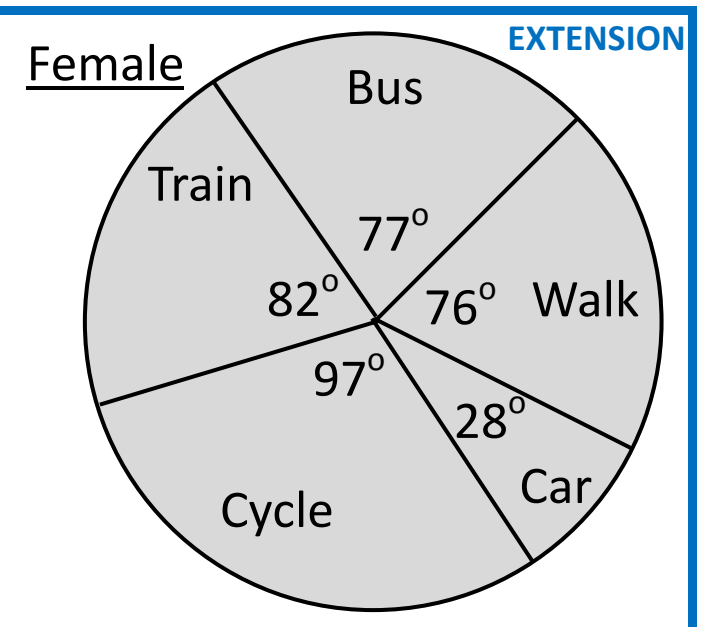 EXTENSION
Female
Bus
Train
77°
82°
76°
Walk
97°
28°
Car
Cycle